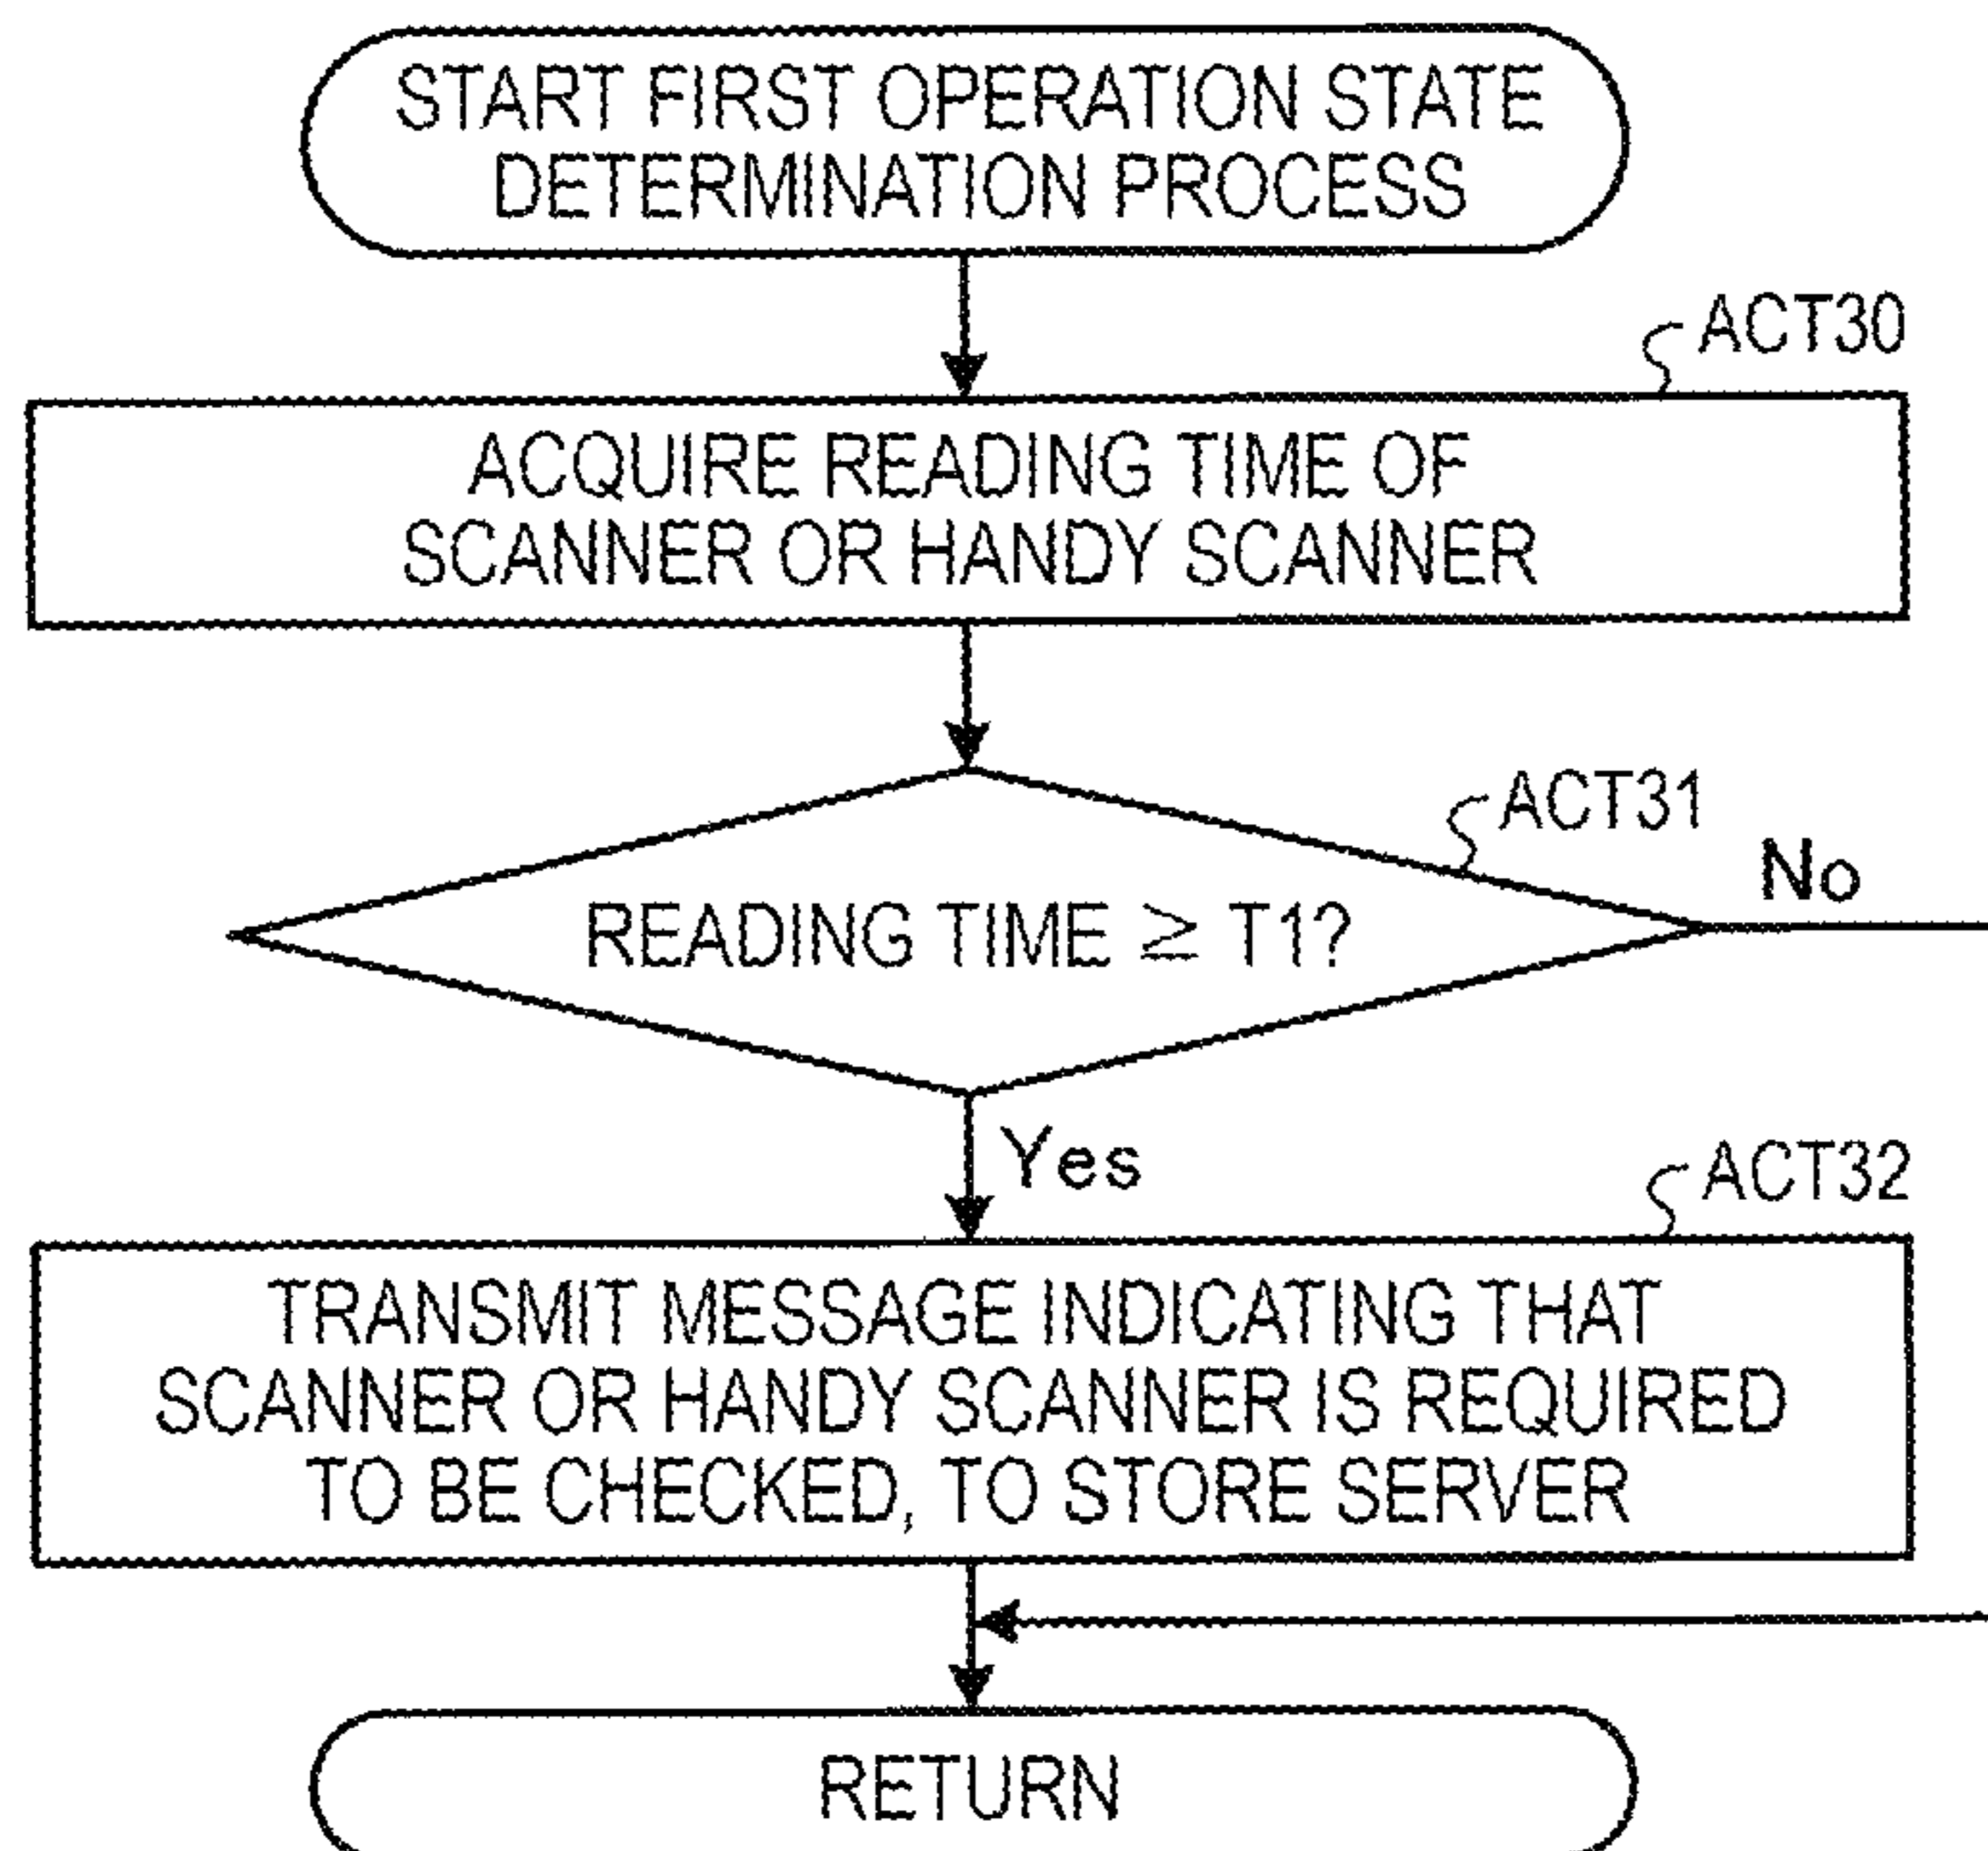 START FIRST OPERATION STATE
DETERMINATION PROCESS
ACT30
ACQUIRE READING TIME OF
SCANNER OR HANDY SCANNER
ACT31
No
READING TIME ≧ T1?
Yes
ACT32
TRANSMIT MESSAGE INDICATING THAT
SCANNER OR HANDY SCANNER IS REQUIRED
TO BE CHECKED, TO STORE SERVER
RETURN